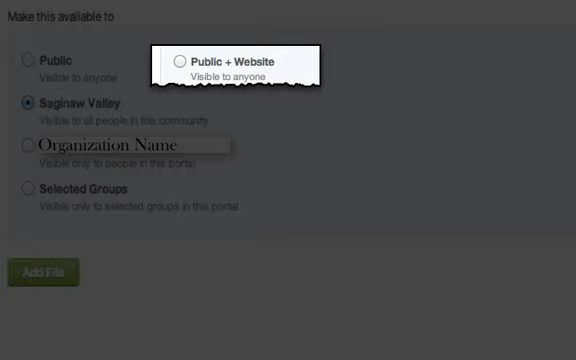 Make this available to
Public
Visible to anyone
Public + Website
Visible to anyone
Saginaw Valley
Visible to all people in this community
Organization Name
Visible only to people in this portal
Selected Groups
Visible only to selected groups in this portal
Add File